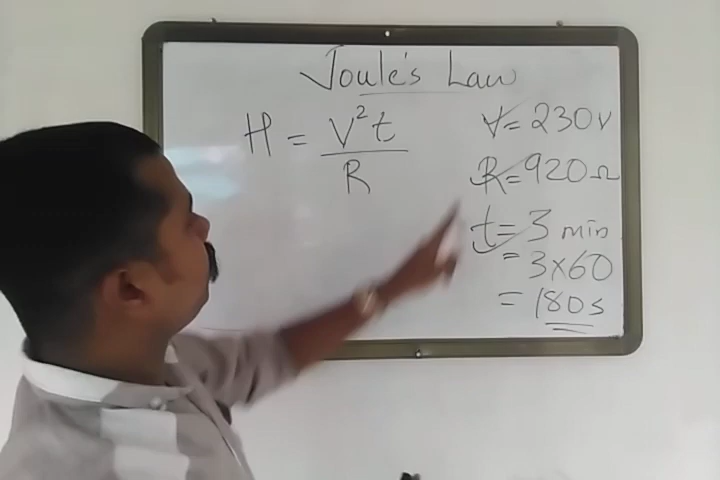 Joule's Law
H = V²t / R
V = 230V
R = 920Ω
t = 3 min
= 3×60
= 180s